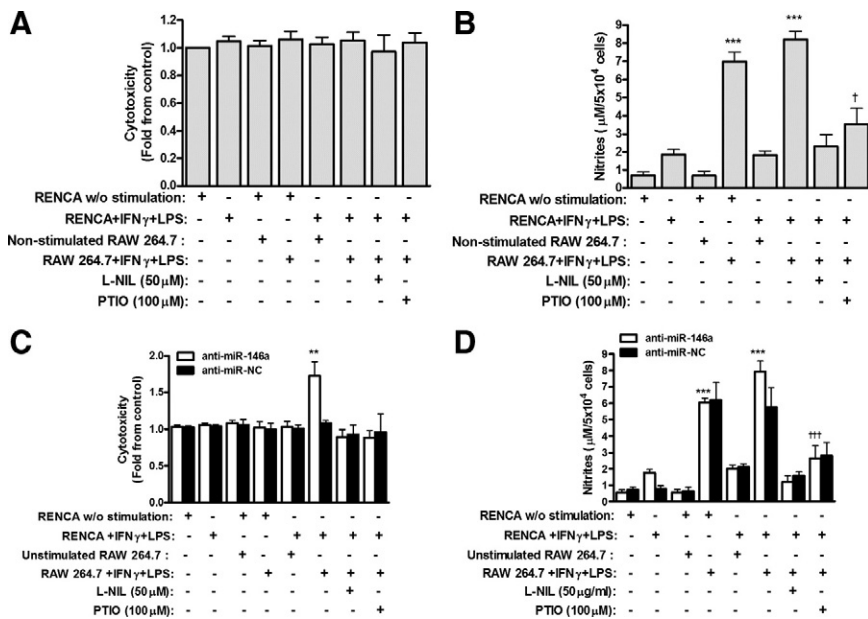 A
Cytotoxicity
(Fold from control)
1.2
1.0
0.8
0.6
0.4
0.2
0.0
RENCA w/o stimulation: + - + + - - - -
RENCA+IFNγ+LPS: - + - - + + + +
Non-stimulated RAW 264.7 : - - + - + - - -
RAW 264.7+IFNγ+LPS: - - - + - + + +
L-NIL (50μM): - - - - - - + -
PTIO (100μM): - - - - - - - +
B
Nitrites (μM/5x10⁴ cells)
9
8
7
6
5
4
3
2
1
0
*** *** †
RENCA w/o stimulation: + - + + - - - -
RENCA+IFNγ+LPS: - + - - + + + +
Non-stimulated RAW 264.7 : - - + - + - - -
RAW 264.7+IFNγ+LPS: - - - + - + + +
L-NIL (50μM): - - - - - - + -
PTIO (100μM): - - - - - - - +
C
anti-miR-146a
anti-miR-NC
Cytotoxicity
(Fold from control)
2.0
1.5
1.0
0.5
0.0
**
RENCA w/o stimulation: + - + + - - - -
RENCA +IFNγ+LPS: - + - - + + + +
Unstimulated RAW 264.7 : - - + - + - - -
RAW 264.7 +IFNγ+LPS: - - - + - + + +
L-NIL (50μM): - - - - - - + -
PTIO (100μM): - - - - - - - +
D
anti-miR-146a
anti-miR-NC
Nitrites (μM/5x10⁴ cells)
9
8
7
6
5
4
3
2
1
0
*** *** †††
RENCA w/o stimulation: + - + + - - - -
RENCA +IFNγ+LPS: - + - - + + + +
Unstimulated RAW 264.7 : - - + - + - - -
RAW 264.7 +IFNγ+LPS: - - - + - + + +
L-NIL (50μg/ml): - - - - - - + -
PTIO (100μM): - - - - - - - +